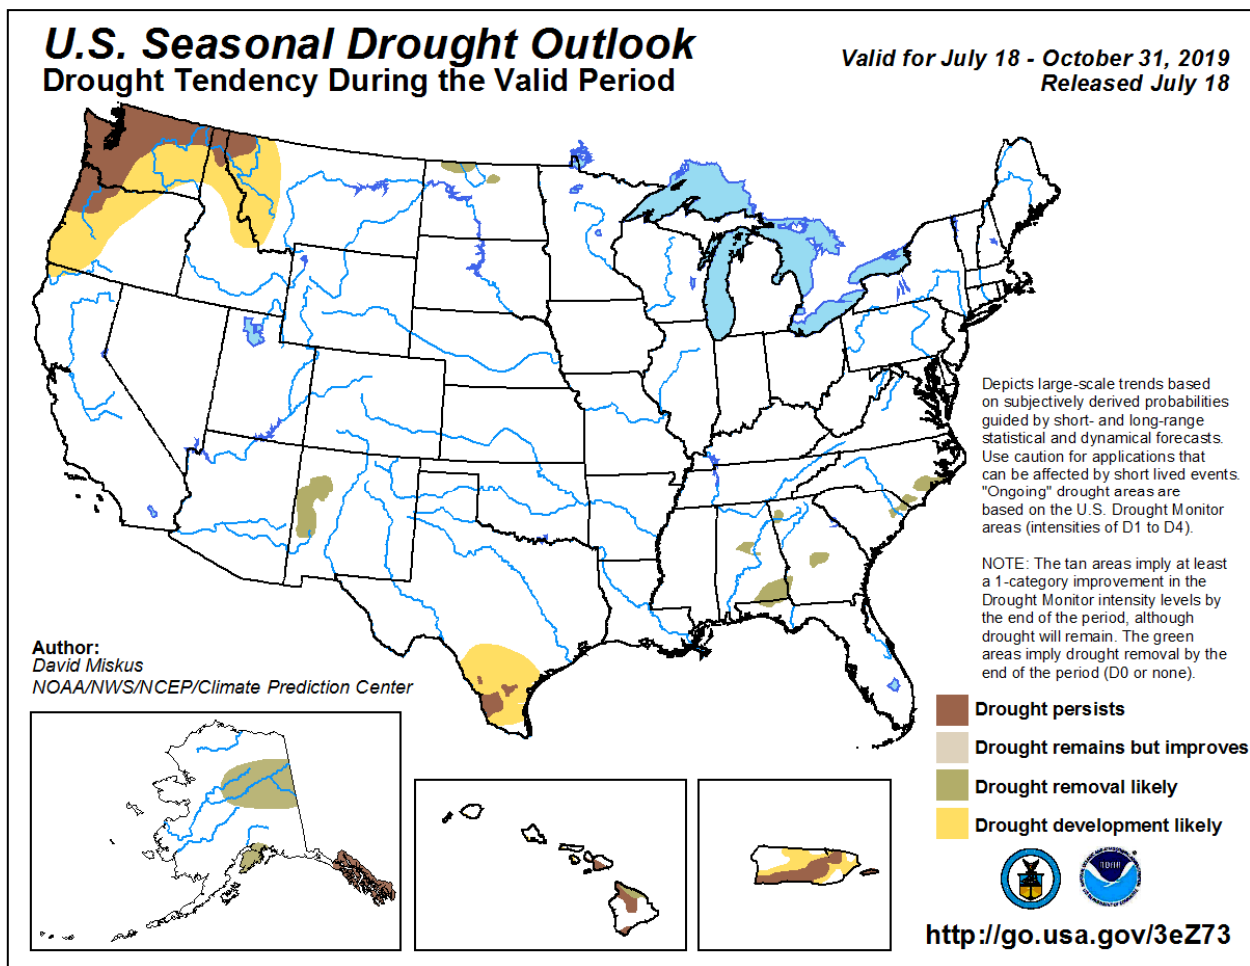 U.S. Seasonal Drought Outlook
Drought Tendency During the Valid Period
Valid for July 18 - October 31, 2019
Released July 18
Depicts large-scale trends based
on subjectively derived probabilities
guided by short- and long-range
statistical and dynamical forecasts.
Use caution for applications that
can be affected by short lived events.
"Ongoing" drought areas are
based on the U.S. Drought Monitor
areas (intensities of D1 to D4).
NOTE: The tan areas imply at least
a 1-category improvement in the
Drought Monitor intensity levels by
the end of the period, although
drought will remain. The green
areas imply drought removal by the
end of the period (D0 or none).
Author:
David Miskus
NOAA/NWS/NCEP/Climate Prediction Center
Drought persists
Drought remains but improves
Drought removal likely
Drought development likely
http://go.usa.gov/3eZ73